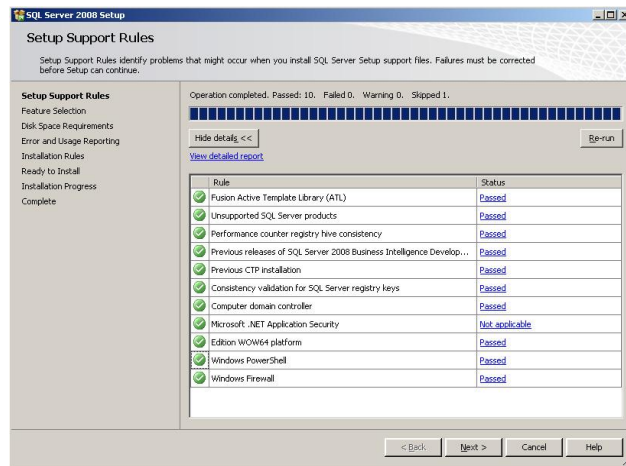 SQL Server 2008 Setup
Setup Support Rules
Setup Support Rules identify problems that might occur when you install SQL Server Setup support files. Failures must be corrected
before Setup can continue.
Setup Support Rules
Feature Selection
Disk Space Requirements
Error and Usage Reporting
Installation Rules
Ready to Install
Installation Progress
Complete
Operation completed. Passed: 10. Failed 0. Warning 0. Skipped 1.
Hide details <<
Re-run
View detailed report
Rule Status
Fusion Active Template Library (ATL) Passed
Unsupported SQL Server products Passed
Performance counter registry hive consistency Passed
Previous releases of SQL Server 2008 Business Intelligence Develop... Passed
Previous CTP installation Passed
Consistency validation for SQL Server registry keys Passed
Computer domain controller Passed
Microsoft .NET Application Security Not applicable
Edition WOW64 platform Passed
Windows PowerShell Passed
Windows Firewall Passed
< Back Next > Cancel Help